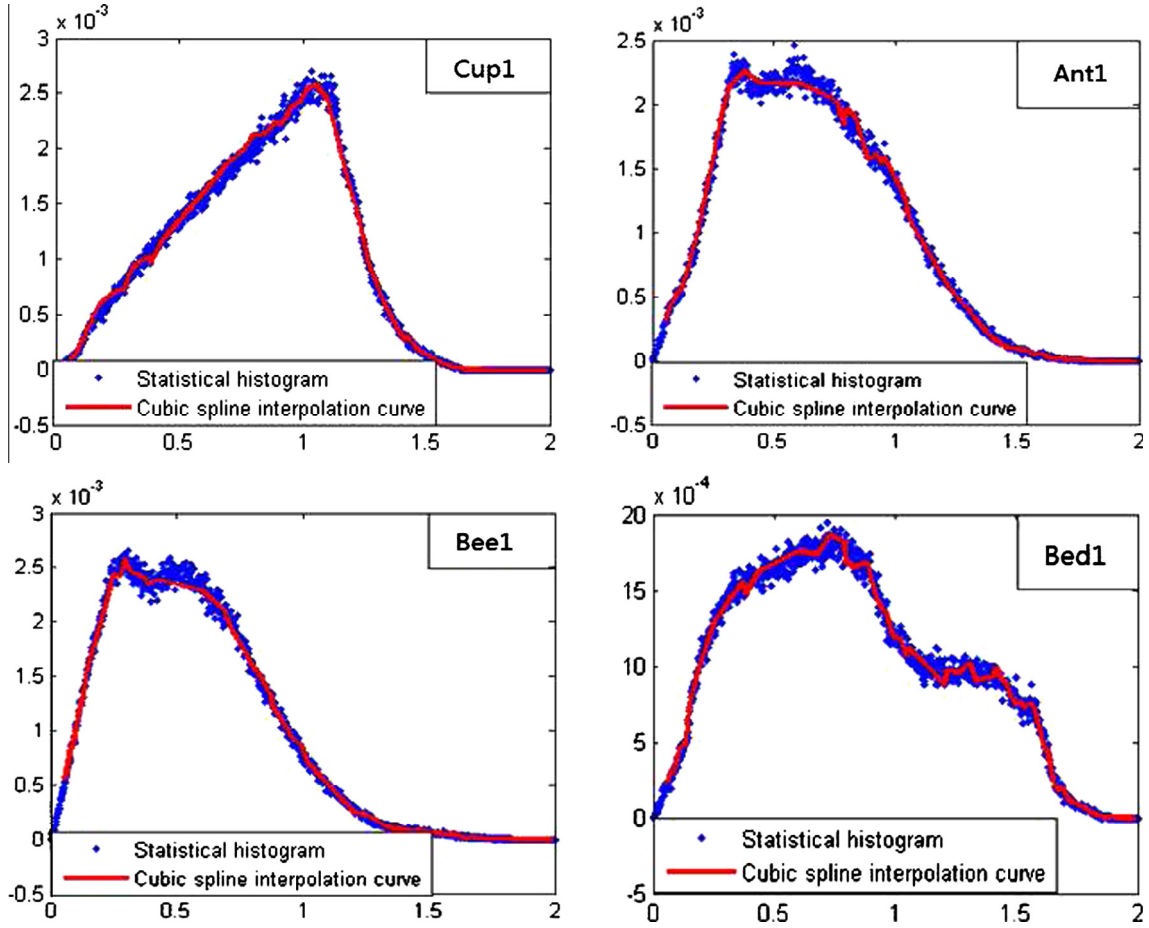 x 10-3
3
2.5
2
1.5
1
0.5
0
-0.5
Cup1
Statistical histogram
Cubic spline interpolation curve
0 0.5 1 1.5 2
x 10-3
2.5
2
1.5
1
0.5
0
-0.5
Ant1
Statistical histogram
Cubic spline interpolation curve
0 0.5 1 1.5 2
x 10-3
3
2.5
2
1.5
1
0.5
0
-0.5
Bee1
Statistical histogram
Cubic spline interpolation curve
0 0.5 1 1.5 2
x 10-4
20
15
10
5
0
-5
Bed1
Statistical histogram
Cubic spline interpolation curve
0 0.5 1 1.5 2